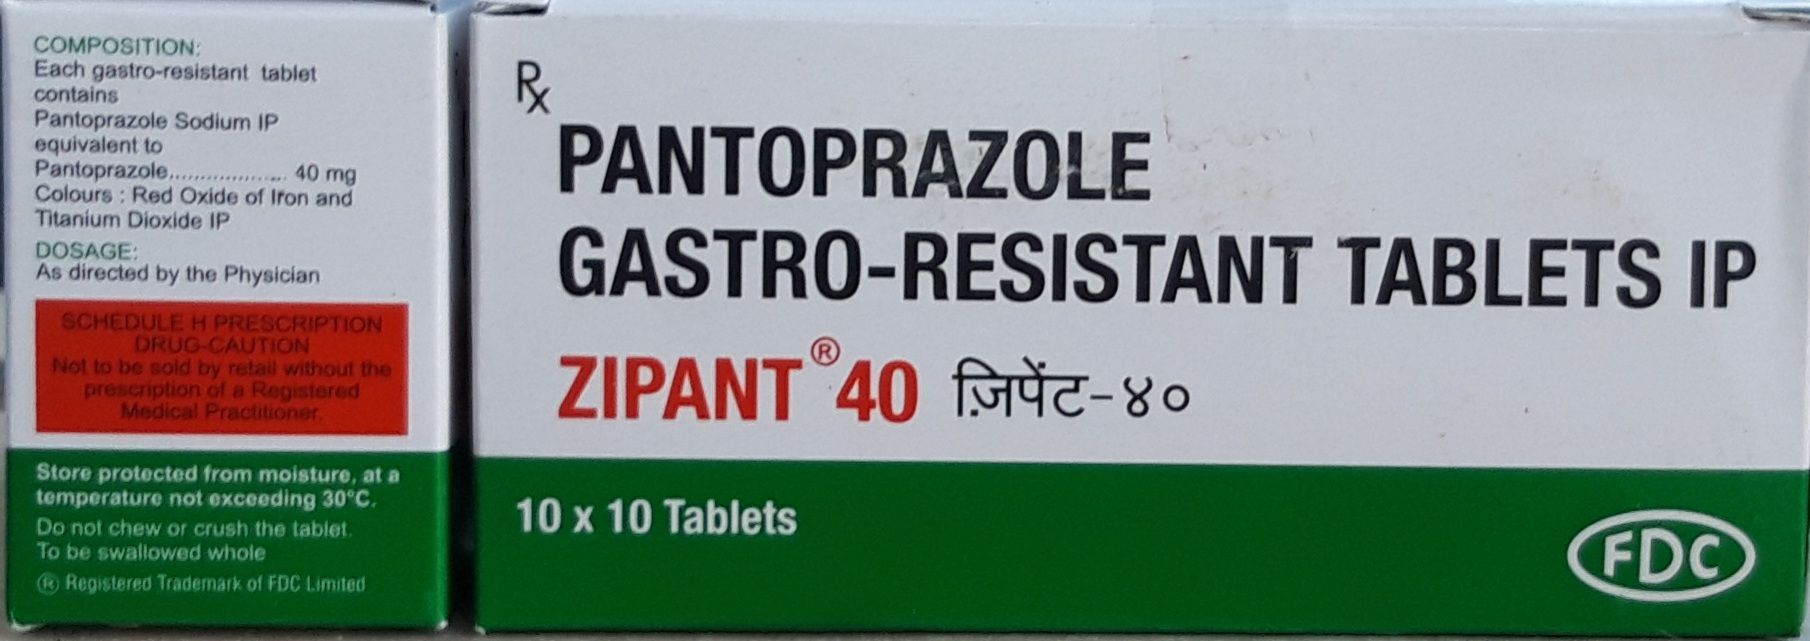 COMPOSITION:
Each gastro-resistant tablet
contains
Pantoprazole Sodium IP
equivalent to
Pantoprazole.................... 40 mg
Colours : Red Oxide of Iron and
Titanium Dioxide IP
DOSAGE:
As directed by the Physician
SCHEDULE H PRESCRIPTION
DRUG-CAUTION
Not to be sold by retail without the
prescription of a Registered
Medical Practitioner.
Store protected from moisture, at a
temperature not exceeding 30°C.
Do not chew or crush the tablet.
To be swallowed whole
® Registered Trademark of FDC Limited
Rx
PANTOPRAZOLE
GASTRO-RESISTANT TABLETS IP
ZIPANT®40 ज़िपेंट-४०
10 x 10 Tablets
FDC